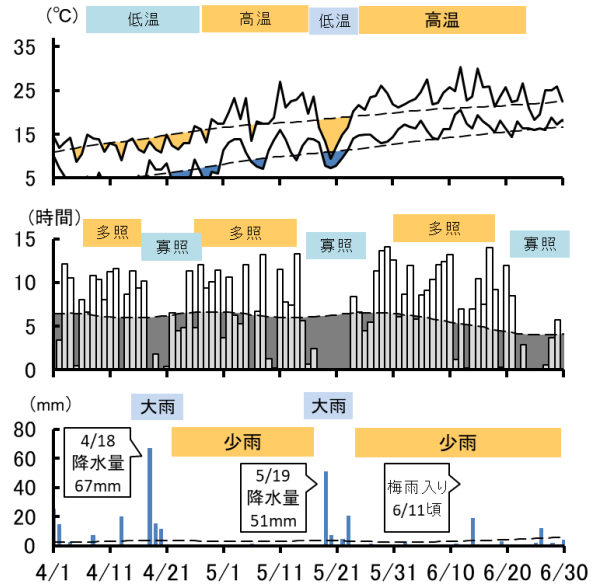 (℃)
低温
高温
低温
高温
35
25
15
5
(時間)
多照
寡照
多照
寡照
多照
寡照
15
10
5
0
(mm)
大雨
大雨
80
60
40
20
0
4/18
降水量
67mm
少雨
5/19
降水量
51mm
少雨
梅雨入り
6/11頃
4/1
4/11
4/21
5/1
5/11
5/21
5/31
6/10
6/20
6/30